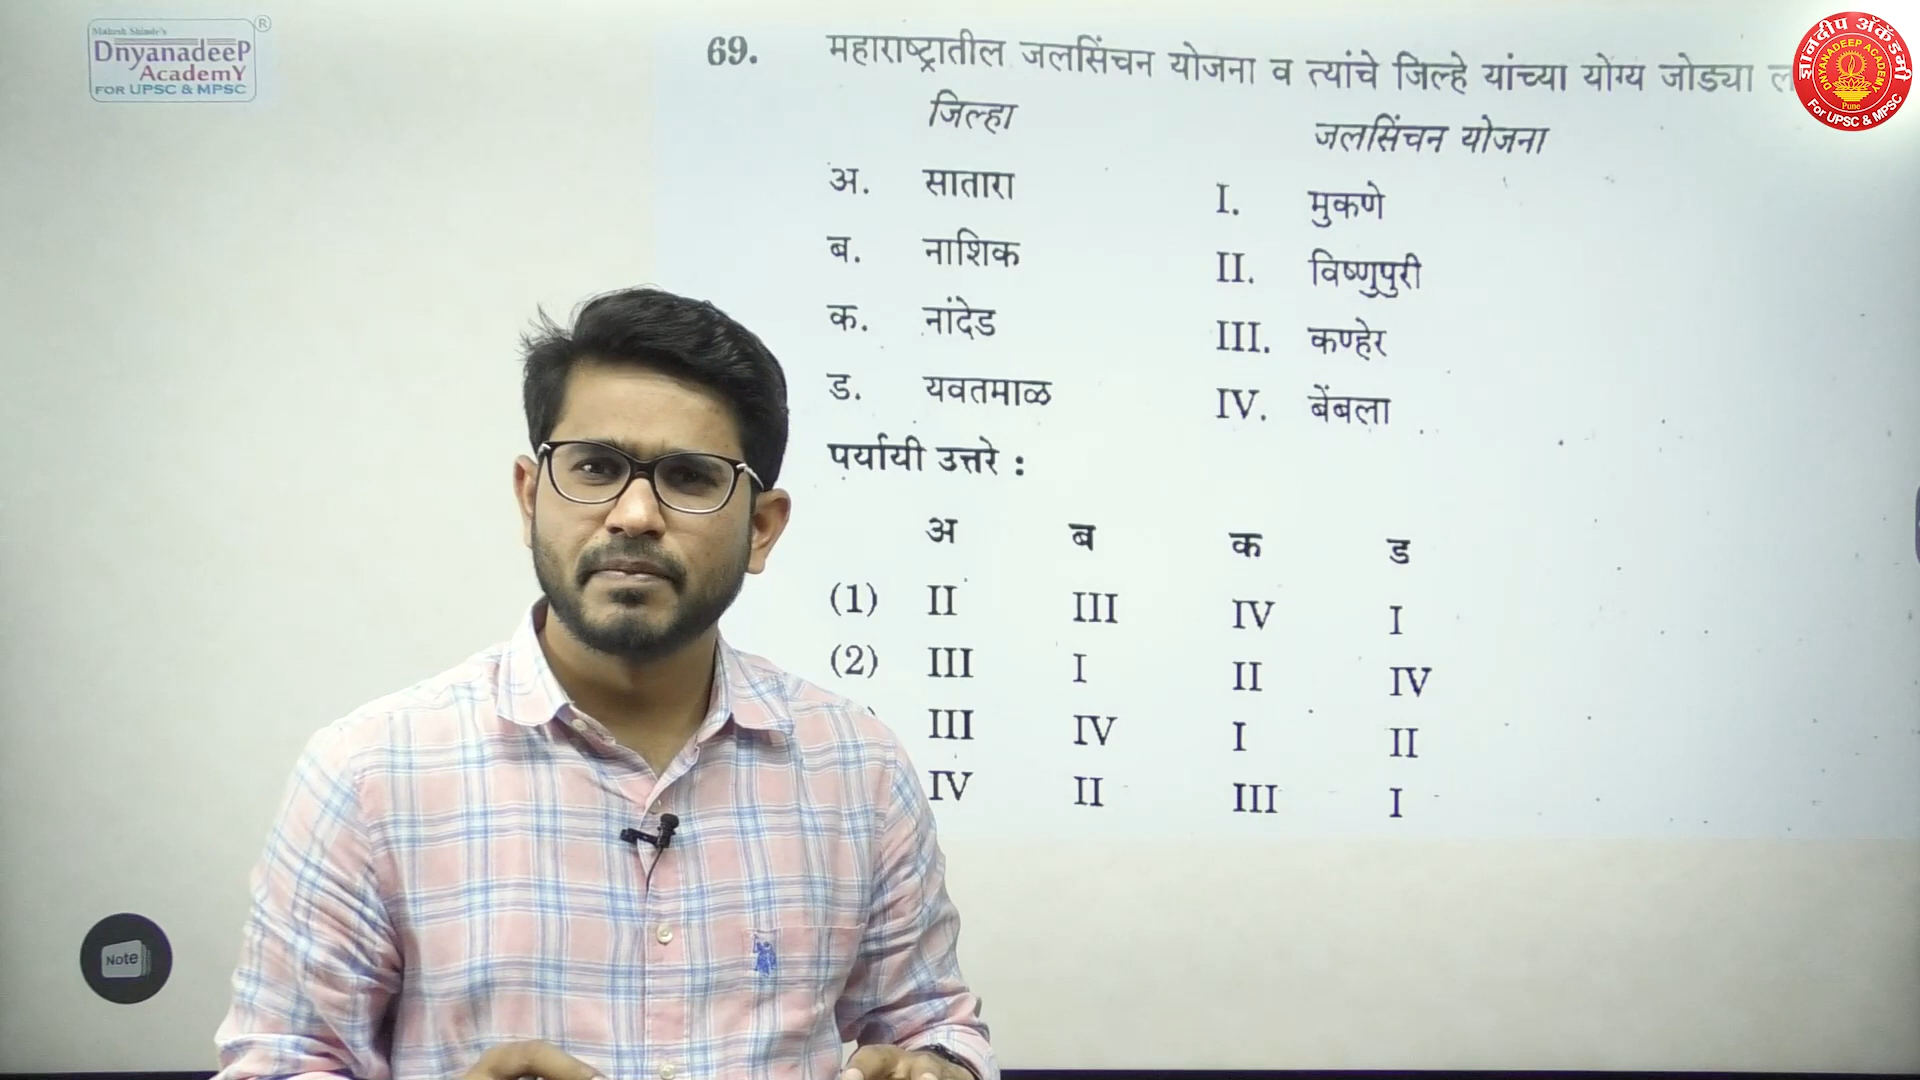 Mahesh Shinde's
DnyanadeeP
AcademY
FOR UPSC & MPSC
®
ज्ञानदीप अ‍ॅकॅडमी
DNYANADEEP ACADEMY
Pune
For UPSC & MPSC
69. महाराष्ट्रातील जलसिंचन योजना व त्यांचे जिल्हे यांच्या योग्य जोड्या ल
जिल्हा जलसिंचन योजना
अ. सातारा I. मुकणे
ब. नाशिक II. विष्णुपुरी
क. नांदेड III. कण्हेर
ड. यवतमाळ IV. बेंबला
पर्यायी उत्तरे :
अ ब क ड
(1) II III IV I
(2) III I II IV
III IV I II
IV II III I
Note